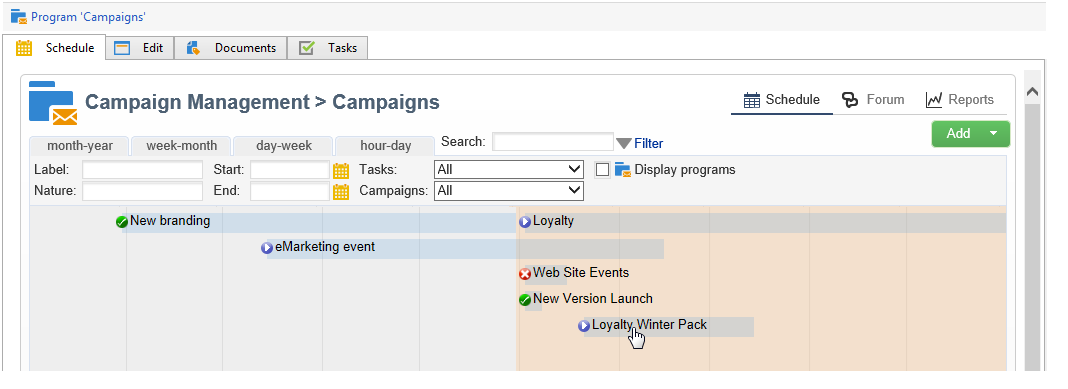 Program 'Campaigns'
Schedule Edit Documents Tasks
Campaign Management > Campaigns
Schedule Forum Reports
Add
month-year week-month day-week hour-day Search: Filter
Label: Start: Tasks: All Display programs
Nature: End: Campaigns: All
New branding Loyalty
eMarketing event
Web Site Events
New Version Launch
Loyalty Winter Pack